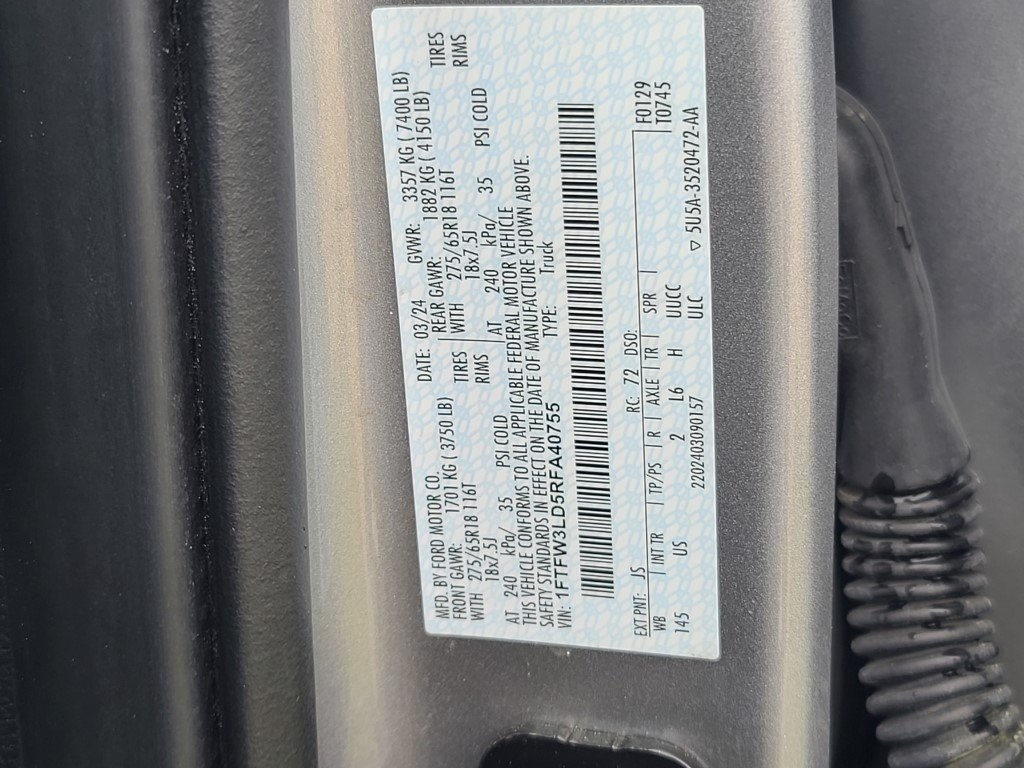 MFD. BY FORD MOTOR CO. DATE: 03/24 GVWR: 3357 KG ( 7400 LB)
FRONT GAWR: 1701 KG ( 3750 LB) REAR GAWR: 1882 KG ( 4150 LB)
WITH 275/65R18 116T TIRES WITH 275/65R18 116T TIRES
18x7.5J RIMS 18x7.5J RIMS
AT 240 kPa/ 35 PSI COLD AT 240 kPa/ 35 PSI COLD
THIS VEHICLE CONFORMS TO ALL APPLICABLE FEDERAL MOTOR VEHICLE
SAFETY STANDARDS IN EFFECT ON THE DATE OF MANUFACTURE SHOWN ABOVE.
VIN: 1FTFW3LD5RFA40755 TYPE: Truck
EXT PNT: JS RC: 72 DSO: F0129
WB INT TR TP/PS R AXLE TR SPR T0745
145 US 2 L6 H UUCC
2202403090157 ULC ▽ 5U5A-3520472-AA